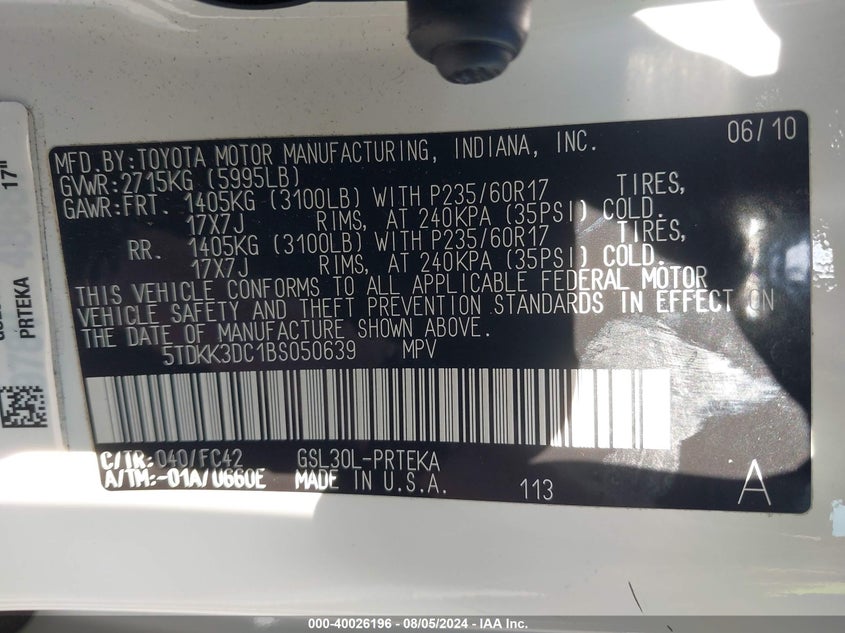 MFD.BY:TOYOTA MOTOR MANUFACTURING, INDIANA, INC. 06/10
GVWR:2715KG (5995LB)
GAWR:FRT. 1405KG (3100LB) WITH P235/60R17 TIRES,
17X7J RIMS, AT 240KPA (35PSI) COLD.
RR. 1405KG (3100LB) WITH P235/60R17 TIRES,
17X7J RIMS, AT 240KPA (35PSI) COLD.
THIS VEHICLE CONFORMS TO ALL APPLICABLE FEDERAL MOTOR
VEHICLE SAFETY AND THEFT PREVENTION STANDARDS IN EFFECT ON
THE DATE OF MANUFACTURE SHOWN ABOVE.
5TDKK3DC1BS050639 MPV
C/TR: 040/FC42 GSL30L-PRTEKA
A/TM:-01A/U660E MADE IN U.S.A. 113 A
17"
PRTEKA
000-40026196 - 08/05/2024 - IAA Inc.